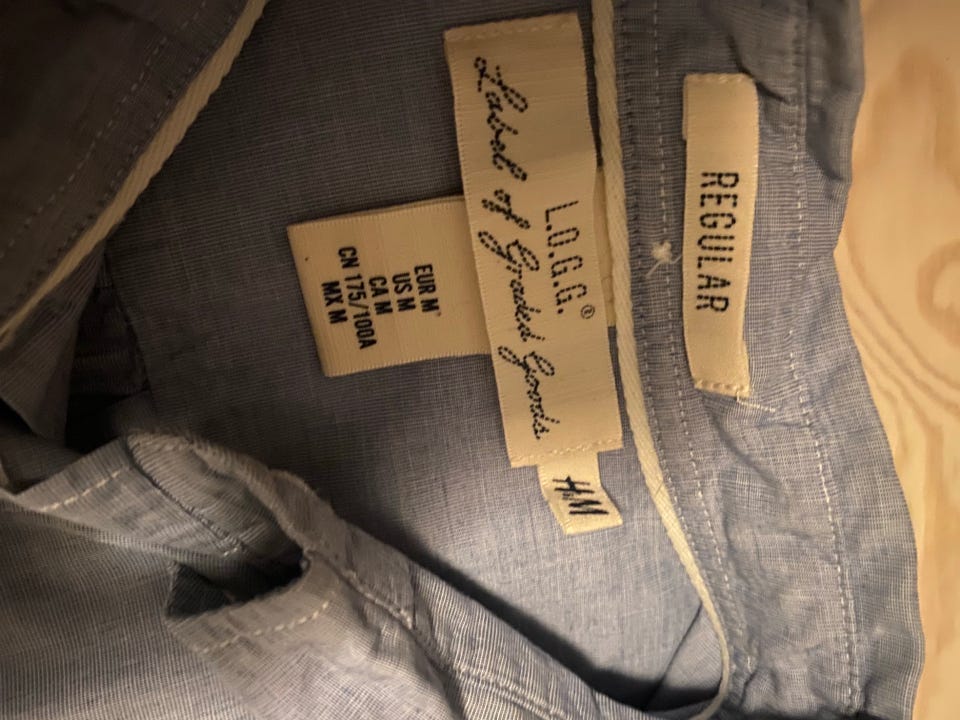 REGULAR
L.O.G.G.®
Label of Graded Goods
H&M
EUR M
US M
CA M
CN 175/100A
MX M